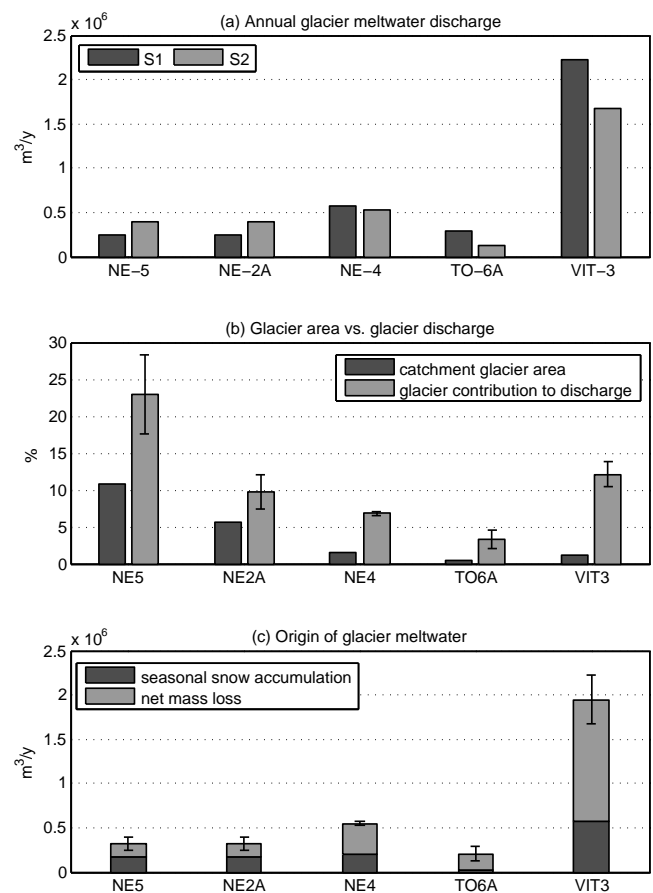 (a) Annual glacier meltwater discharge
x 10^6
2.5
2
1.5
1
0.5
0
m^3/y
S1 S2
NE−5 NE−2A NE−4 TO−6A VIT−3
(b) Glacier area vs. glacier discharge
30
25
20
15
10
5
0
%
catchment glacier area
glacier contribution to discharge
NE5 NE2A NE4 TO6A VIT3
(c) Origin of glacier meltwater
x 10^6
2.5
2
1.5
1
0.5
0
m^3/y
seasonal snow accumulation
net mass loss
NE5 NE2A NE4 TO6A VIT3